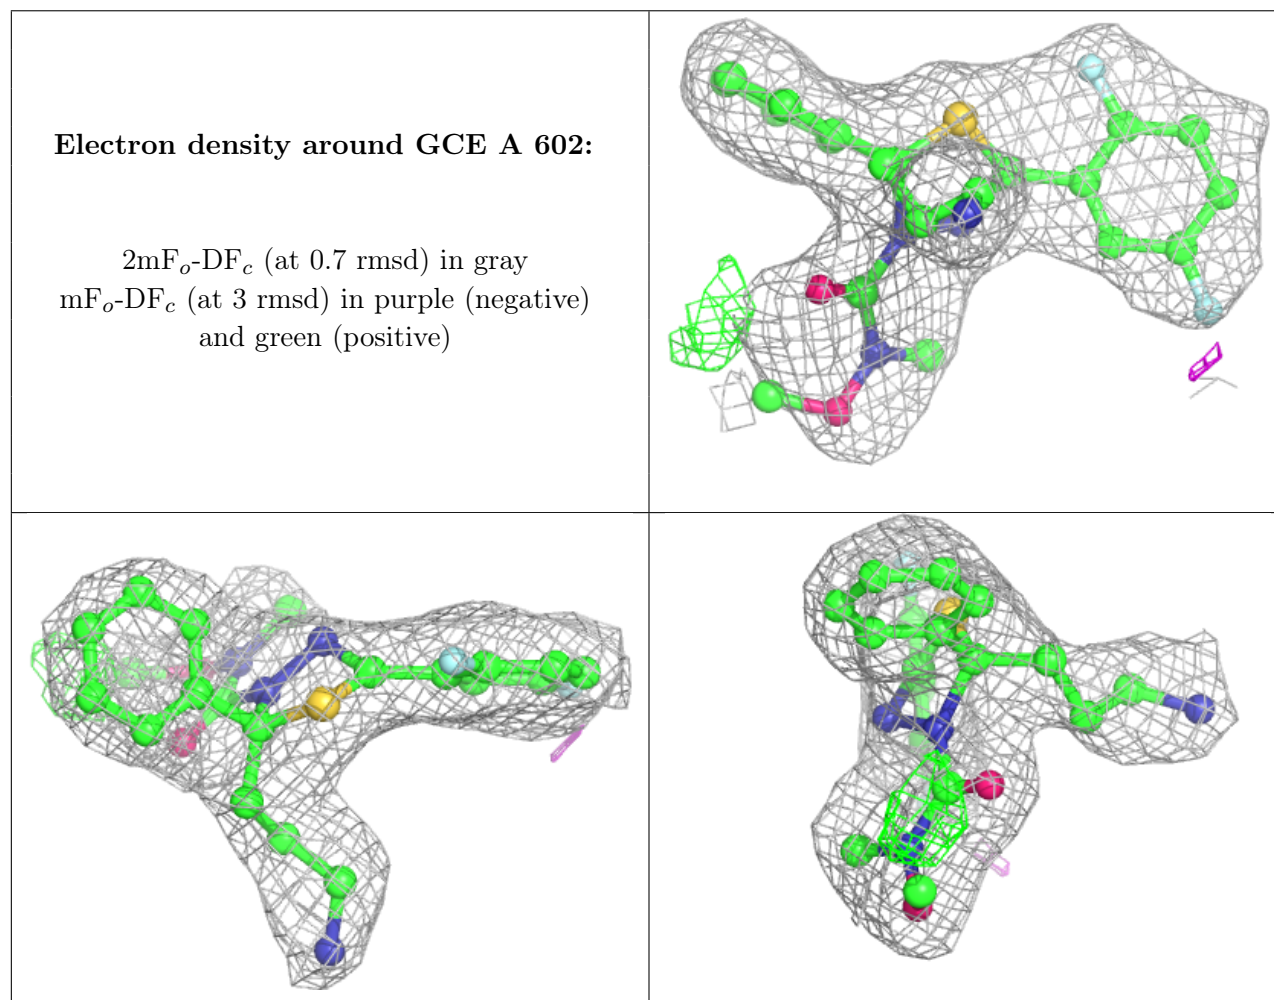 Electron density around GCE A 602:
2mFo-DFc (at 0.7 rmsd) in gray
mFo-DFc (at 3 rmsd) in purple (negative)
and green (positive)